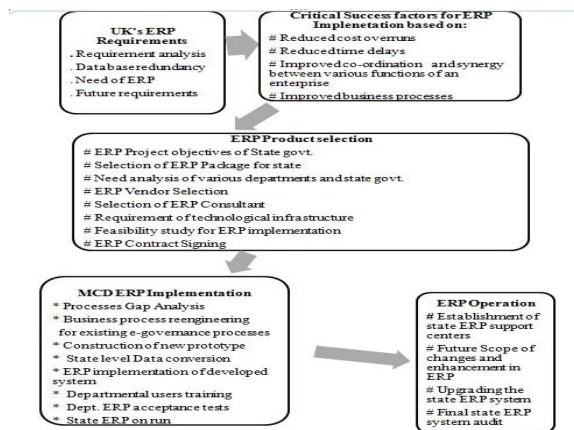 UK's ERP
Requirements
. Requirement analysis
. Database redundancy
. Need of ERP
. Future requirements
Critical Success factors for ERP
Implenetation based on:
# Reduced cost overruns
# Reduced time delays
# Improved co-ordination and synergy
between various functions of an
enterprise
# Improved business processes
ERP Product selection
# ERP Project objectives of State govt.
# Selection of ERP Package for state
# Need analysis of various departments and state govt.
# ERP Vendor Selection
# Selection of ERP Consultant
# Requirement of technological infrastructure
# Feasibility study for ERP implementation
# ERP Contract Signing
MCD ERP Implementation
* Processes Gap Analysis
* Business process reengineering
for existing e-governance processes
* Construction of new prototype
* State level Data conversion
* ERP implementation of developed
system
* Departmental users training
* Dept. ERP acceptance tests
* State ERP on run
ERP Operation
# Establishment of
state ERP support
centers
# Future Scope of
changes and
enhancement in
ERP
# Upgrading the
state ERP system
# Final state ERP
system audit